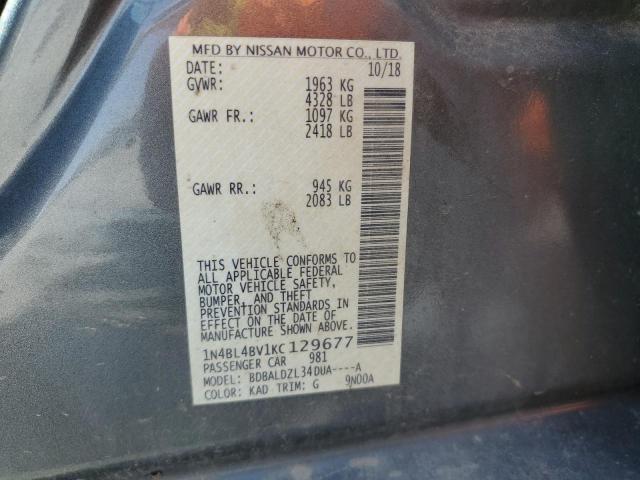 MFD BY NISSAN MOTOR CO., LTD.
DATE: 10/18
GVWR: 1963 KG
4328 LB
GAWR FR.: 1097 KG
2418 LB
GAWR RR.: 945 KG
2083 LB
THIS VEHICLE CONFORMS TO
ALL APPLICABLE FEDERAL
MOTOR VEHICLE SAFETY,
BUMPER, AND THEFT
PREVENTION STANDARDS IN
EFFECT ON THE DATE OF
MANUFACTURE SHOWN ABOVE.
1N4BL4BV1KC129677
PASSENGER CAR 981
MODEL: BDBALDZL34DUA----A
COLOR: KAD TRIM: G 9N00A